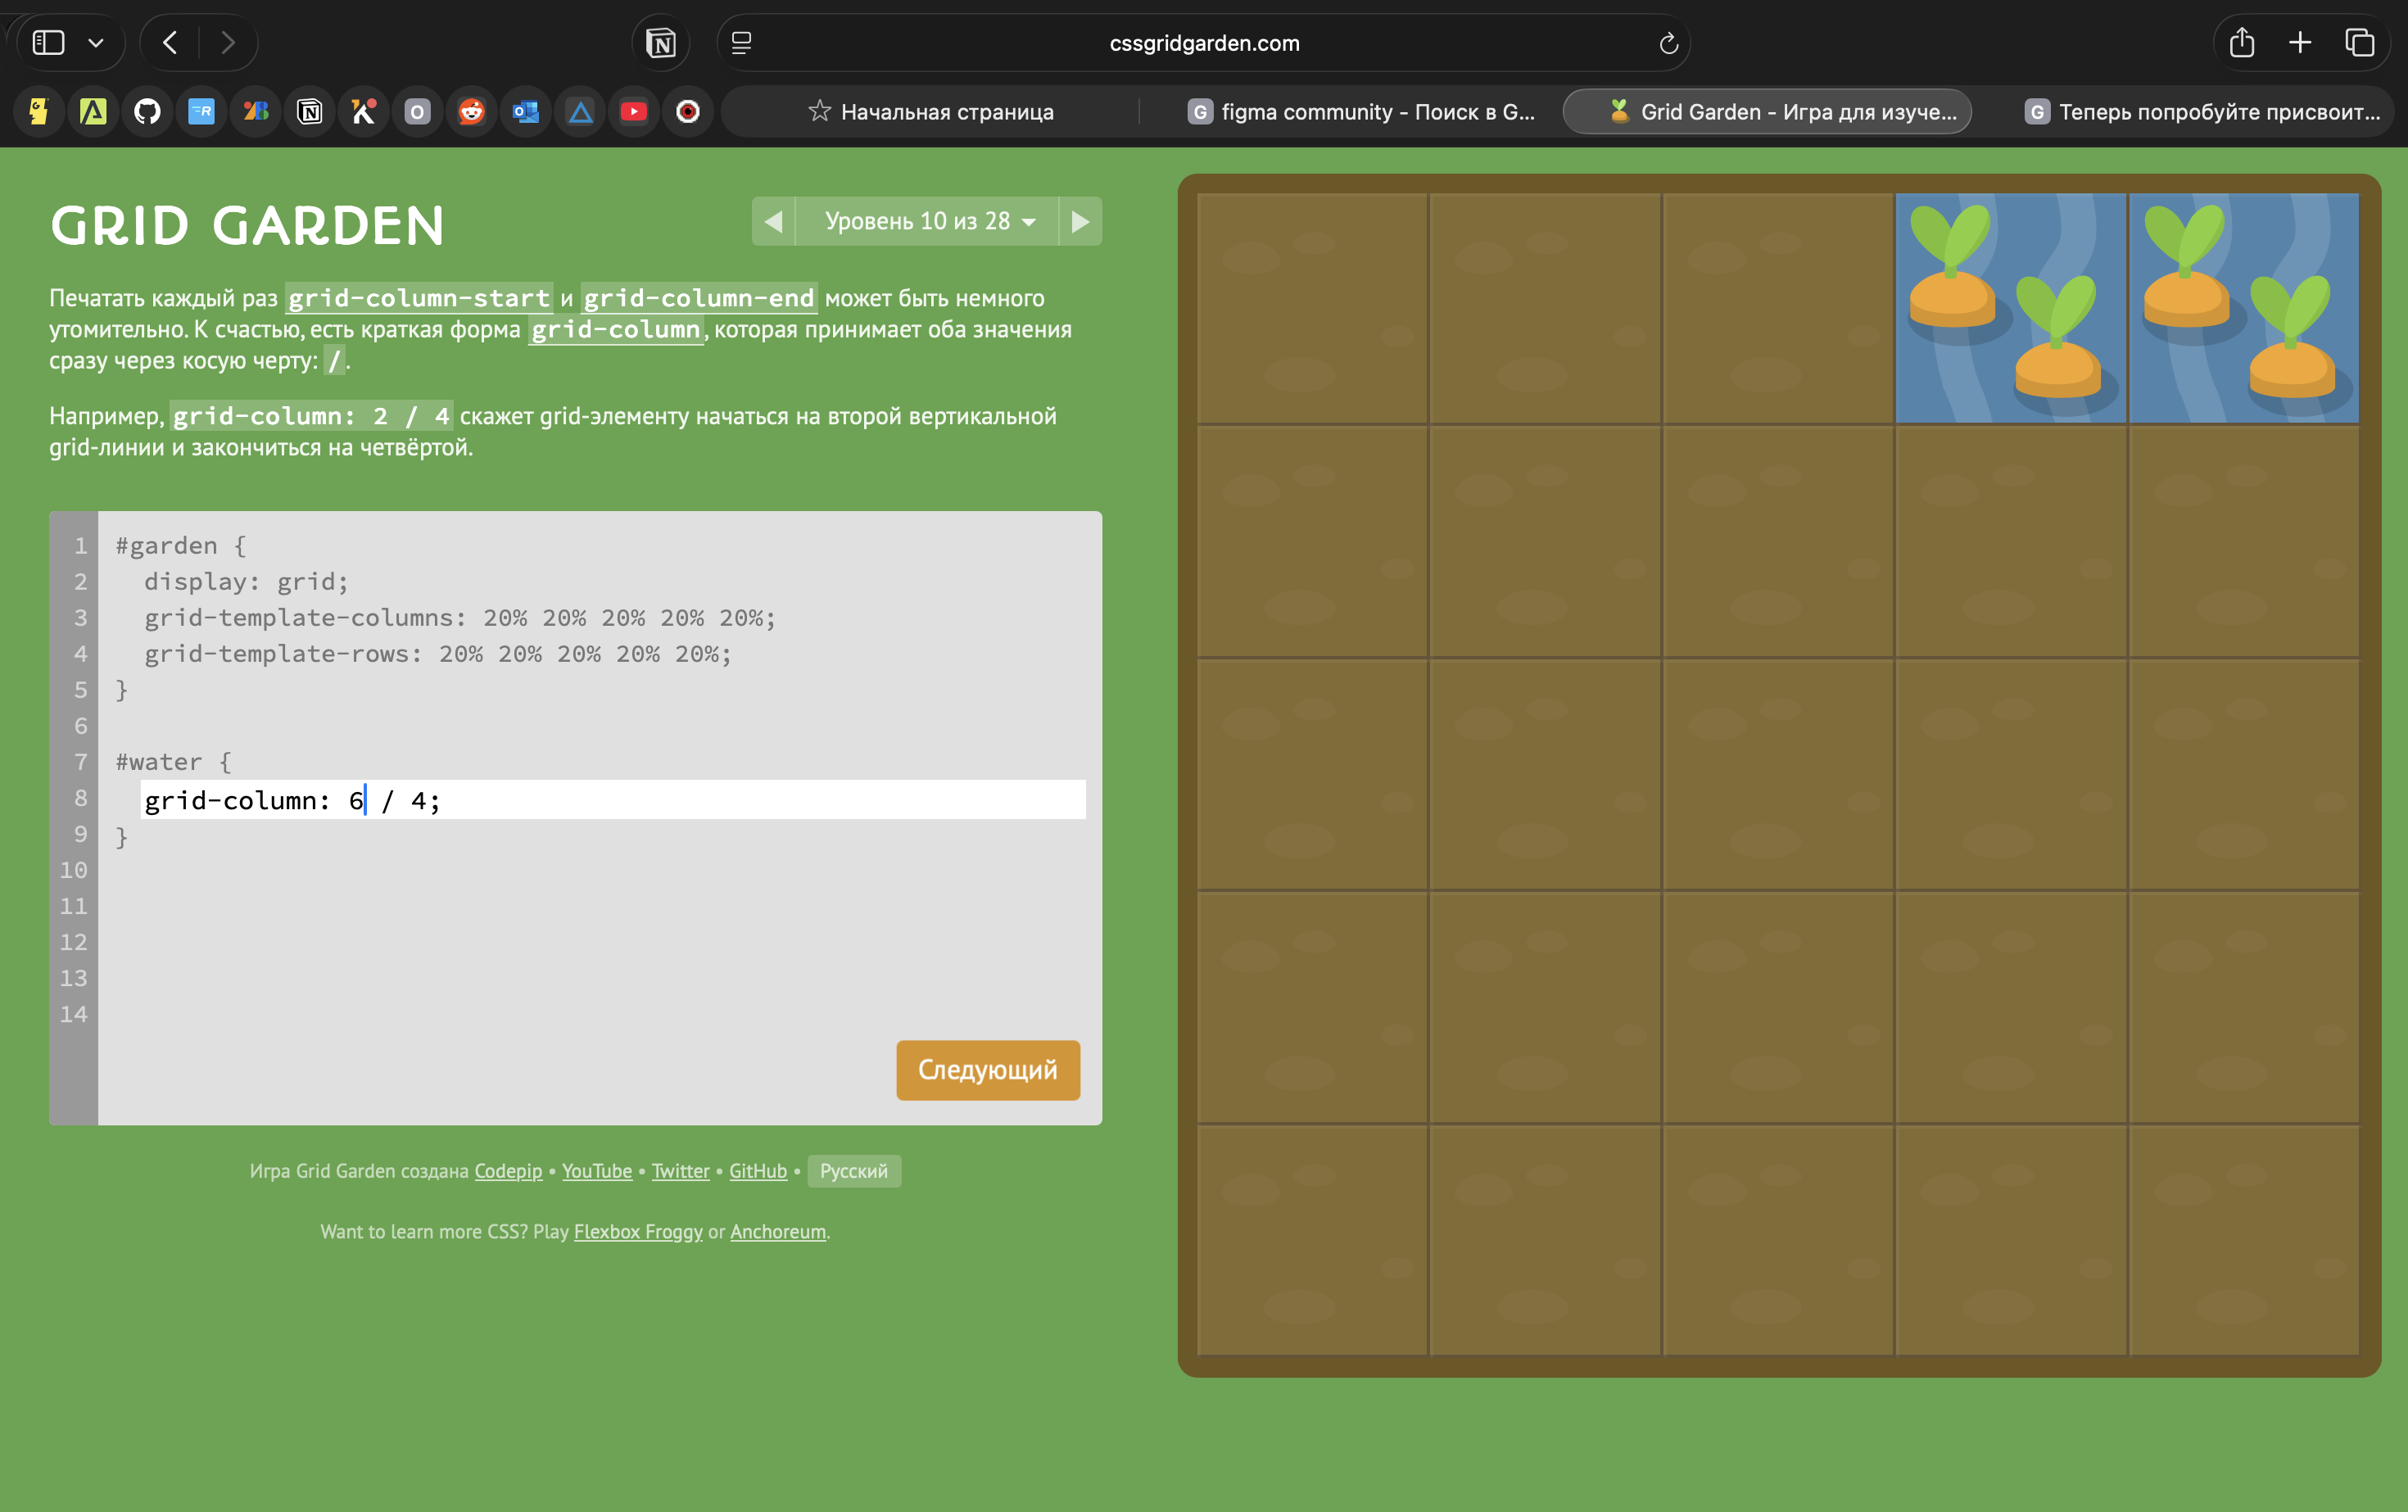 cssgridgarden.com
Начальная страница
figma community - Поиск в G...
Grid Garden - Игра для изуче...
Теперь попробуйте присвоит...
GRID GARDEN
Уровень 10 из 28
Печатать каждый раз grid-column-start и grid-column-end может быть немного
утомительно. К счастью, есть краткая форма grid-column, которая принимает оба значения
сразу через косую черту: /.
Например, grid-column: 2 / 4 скажет grid-элементу начаться на второй вертикальной
grid-линии и закончиться на четвёртой.
1 #garden {
2 display: grid;
3 grid-template-columns: 20% 20% 20% 20% 20%;
4 grid-template-rows: 20% 20% 20% 20% 20%;
5 }
6
7 #water {
8 grid-column: 6 / 4;
9 }
10
11
12
13
14
Следующий
Игра Grid Garden создана Codepip • YouTube • Twitter • GitHub • Русский
Want to learn more CSS? Play Flexbox Froggy or Anchoreum.